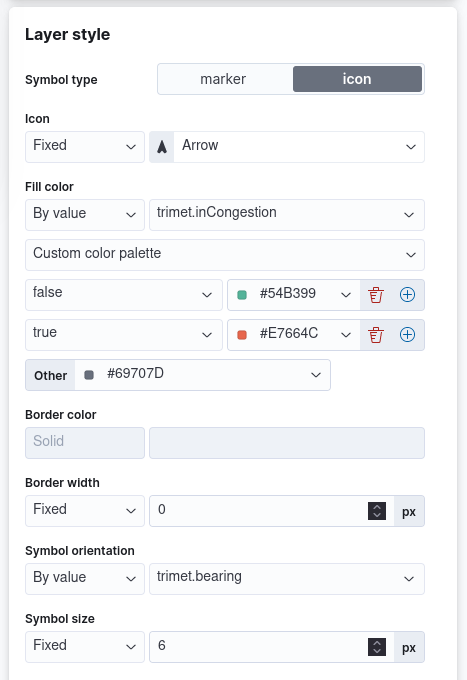 Layer style
Symbol type marker icon
Icon
Fixed Arrow
Fill color
By value trimet.inCongestion
Custom color palette
false #54B399
true #E7664C
Other #69707D
Border color
Solid
Border width
Fixed 0 px
Symbol orientation
By value trimet.bearing
Symbol size
Fixed 6 px